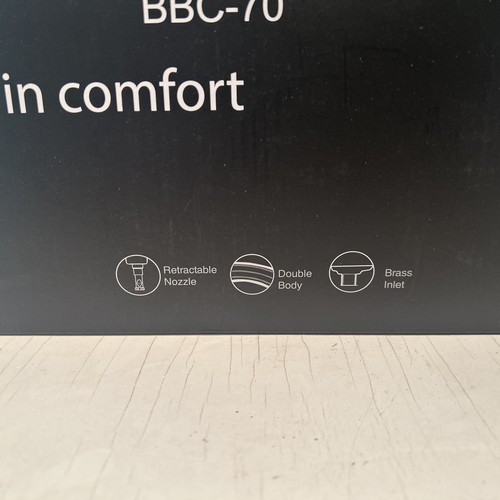 BBC-70
in comfort
Retractable
Nozzle
Double
Body
Brass
Inlet